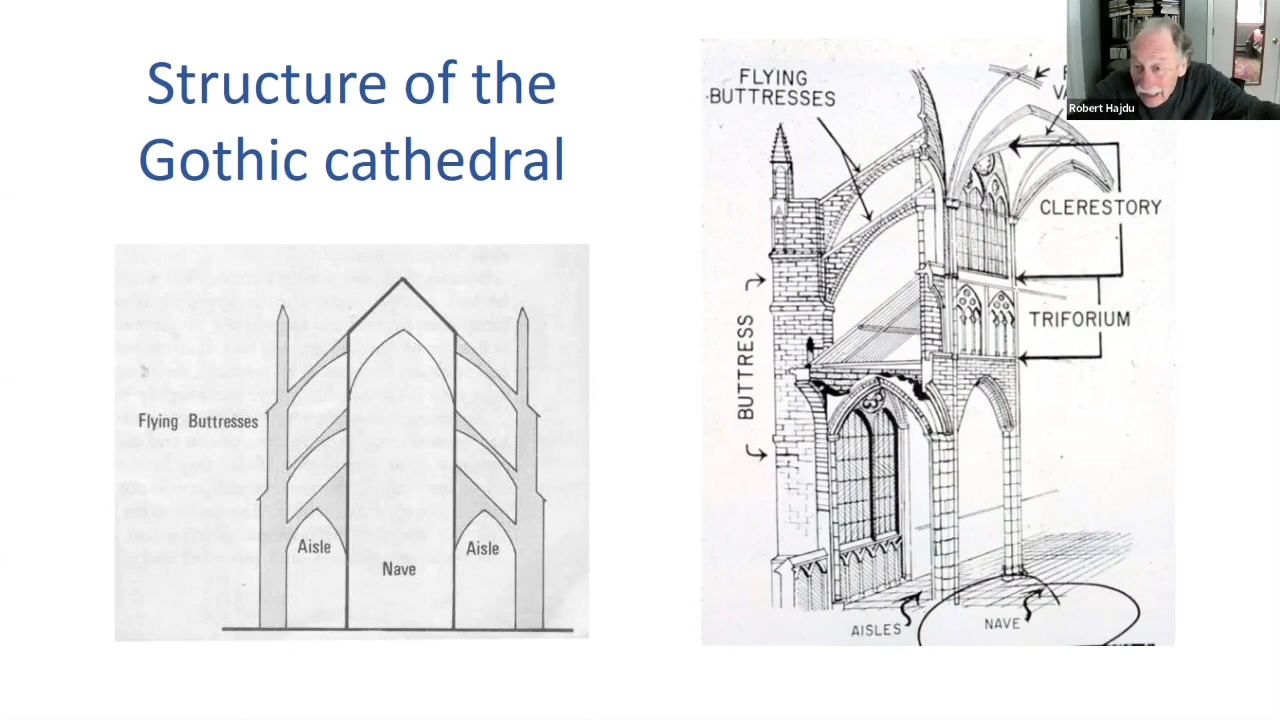 Structure of the
Gothic cathedral
Flying Buttresses
Aisle
Aisle
Nave
FLYING
BUTTRESSES
Robert Hajdu
CLERESTORY
TRIFORIUM
BUTTRESS
AISLES
NAVE
A